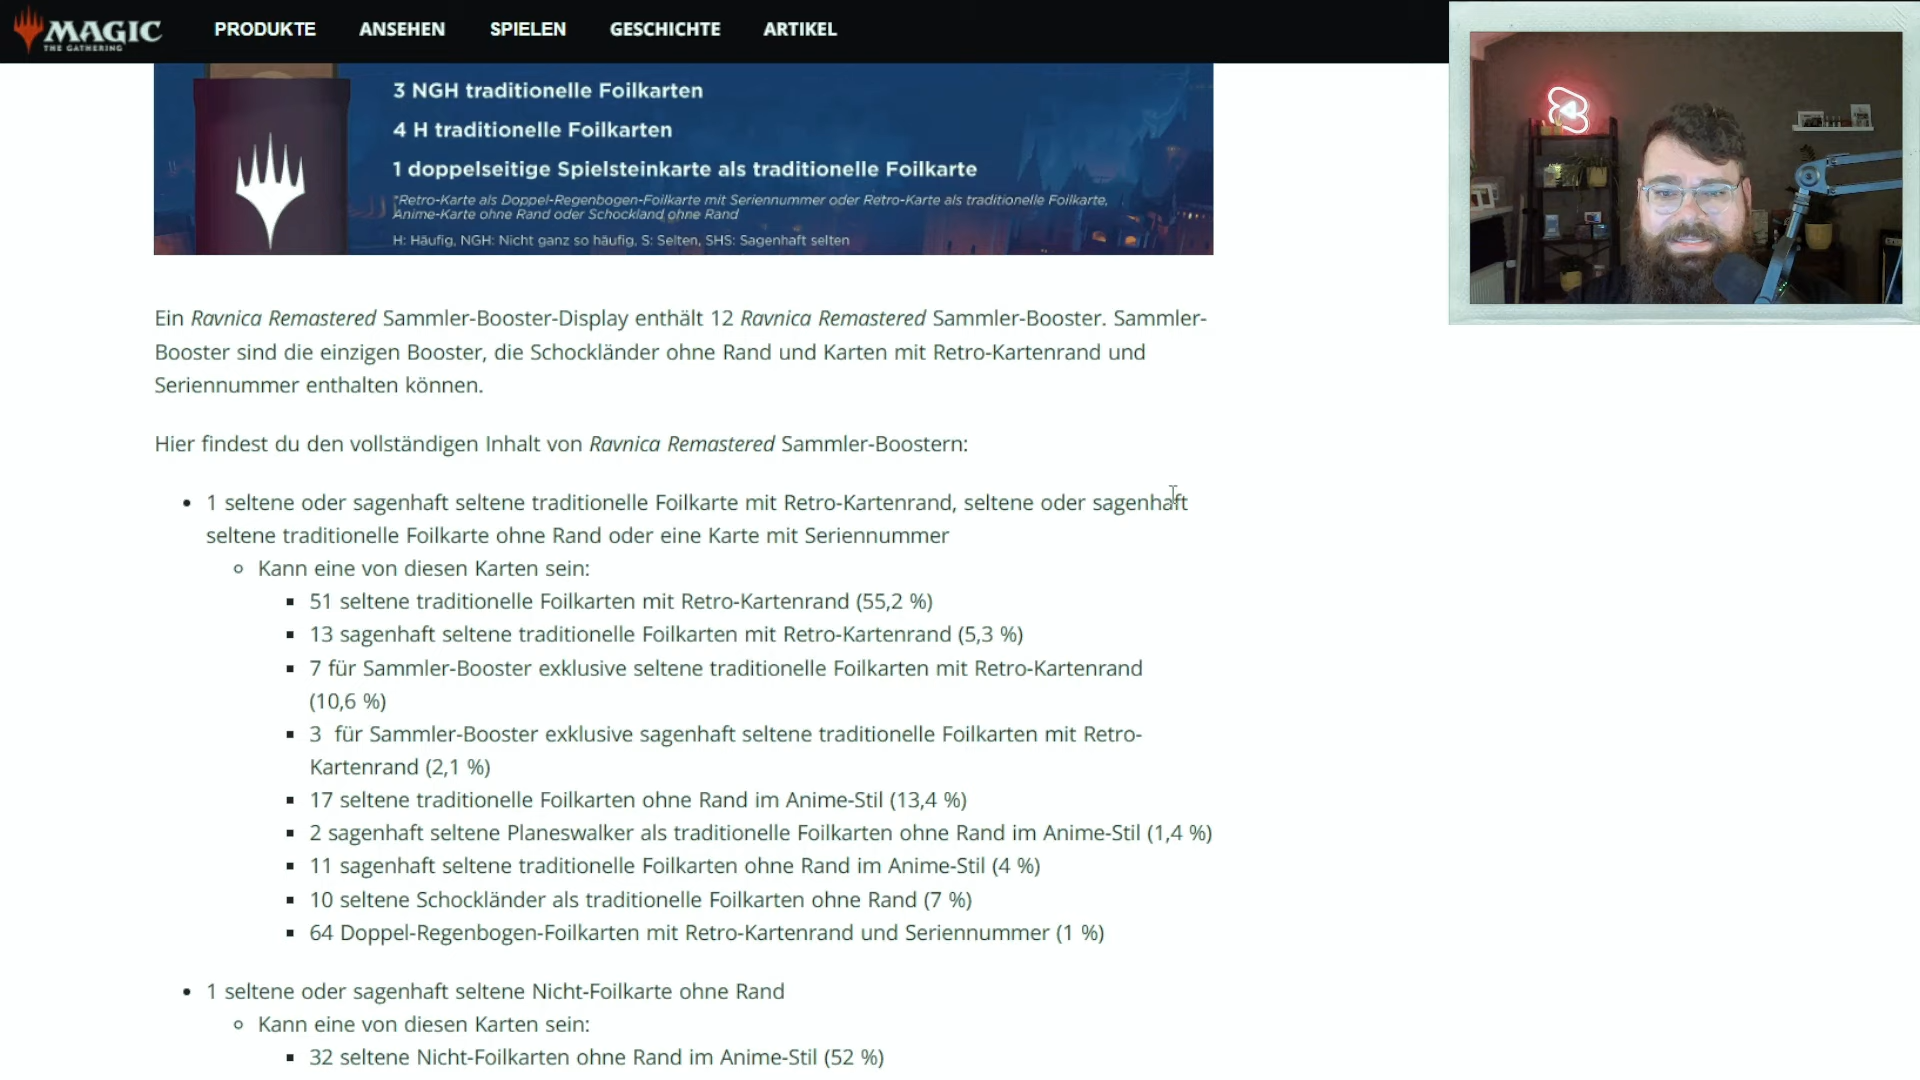 MAGIC
THE GATHERING
PRODUKTE ANSEHEN SPIELEN GESCHICHTE ARTIKEL
3 NGH traditionelle Foilkarten
4 H traditionelle Foilkarten
1 doppelseitige Spielsteinkarte als traditionelle Foilkarte
*Retro-Karte als Doppel-Regenbogen-Foilkarte mit Seriennummer oder Retro-Karte als traditionelle Foilkarte,
Anime-Karte ohne Rand oder Schockland ohne Rand
H: Häufig, NGH: Nicht ganz so häufig, S: Selten, SHS: Sagenhaft selten
Ein Ravnica Remastered Sammler-Booster-Display enthält 12 Ravnica Remastered Sammler-Booster. Sammler-
Booster sind die einzigen Booster, die Schockländer ohne Rand und Karten mit Retro-Kartenrand und
Seriennummer enthalten können.
Hier findest du den vollständigen Inhalt von Ravnica Remastered Sammler-Boostern:
• 1 seltene oder sagenhaft seltene traditionelle Foilkarte mit Retro-Kartenrand, seltene oder sagenhaft
seltene traditionelle Foilkarte ohne Rand oder eine Karte mit Seriennummer
○ Kann eine von diesen Karten sein:
▪ 51 seltene traditionelle Foilkarten mit Retro-Kartenrand (55,2 %)
▪ 13 sagenhaft seltene traditionelle Foilkarten mit Retro-Kartenrand (5,3 %)
▪ 7 für Sammler-Booster exklusive seltene traditionelle Foilkarten mit Retro-Kartenrand
(10,6 %)
▪ 3 für Sammler-Booster exklusive sagenhaft seltene traditionelle Foilkarten mit Retro-
Kartenrand (2,1 %)
▪ 17 seltene traditionelle Foilkarten ohne Rand im Anime-Stil (13,4 %)
▪ 2 sagenhaft seltene Planeswalker als traditionelle Foilkarten ohne Rand im Anime-Stil (1,4 %)
▪ 11 sagenhaft seltene traditionelle Foilkarten ohne Rand im Anime-Stil (4 %)
▪ 10 seltene Schockländer als traditionelle Foilkarten ohne Rand (7 %)
▪ 64 Doppel-Regenbogen-Foilkarten mit Retro-Kartenrand und Seriennummer (1 %)
• 1 seltene oder sagenhaft seltene Nicht-Foilkarte ohne Rand
○ Kann eine von diesen Karten sein:
▪ 32 seltene Nicht-Foilkarten ohne Rand im Anime-Stil (52 %)